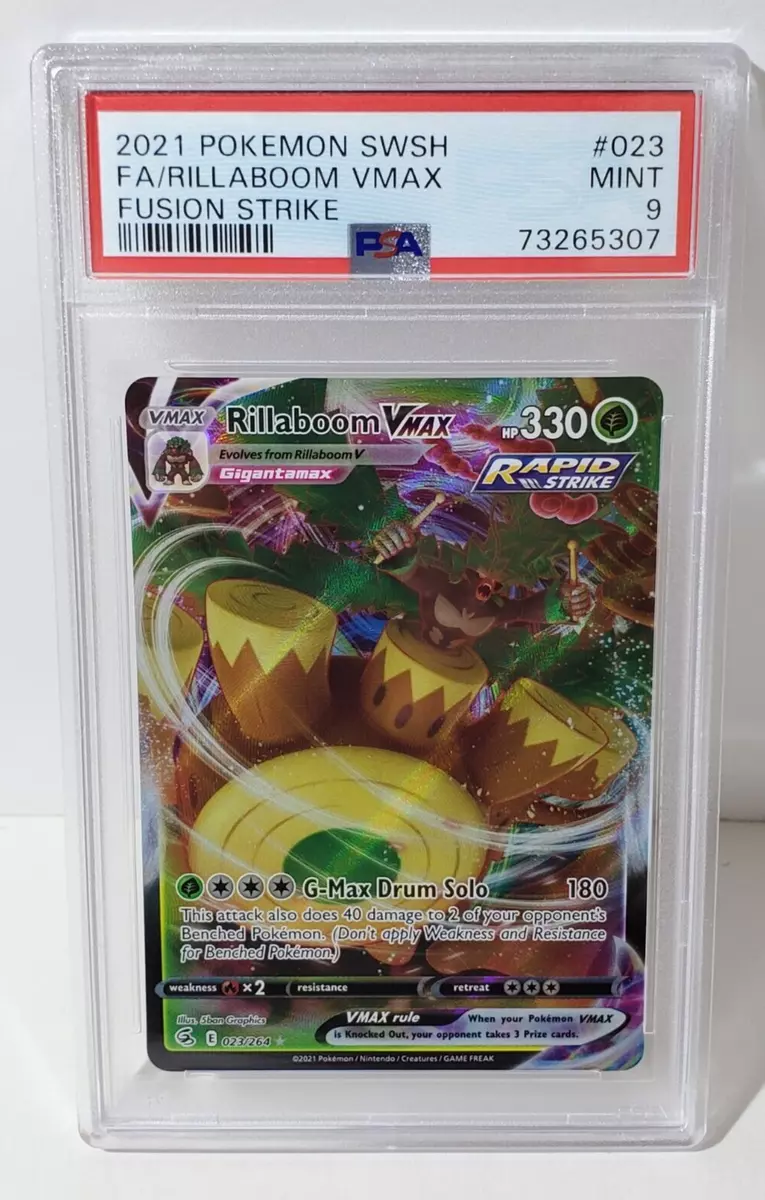 2021 POKEMON SWSH #023
FA/RILLABOOM VMAX MINT
FUSION STRIKE 9
PSA 73265307
VMAX Rillaboom VMAX HP 330
Evolves from Rillaboom V
Gigantamax
RAPID STRIKE
G-Max Drum Solo 180
This attack also does 40 damage to 2 of your opponent's
Benched Pokémon. (Don't apply Weakness and Resistance
for Benched Pokémon.)
weakness ×2 resistance retreat
Illus. 5ban Graphics
VMAX rule When your Pokémon VMAX
is Knocked Out, your opponent takes 3 Prize cards.
E 023/264 ★
©2021 Pokémon / Nintendo / Creatures / GAME FREAK